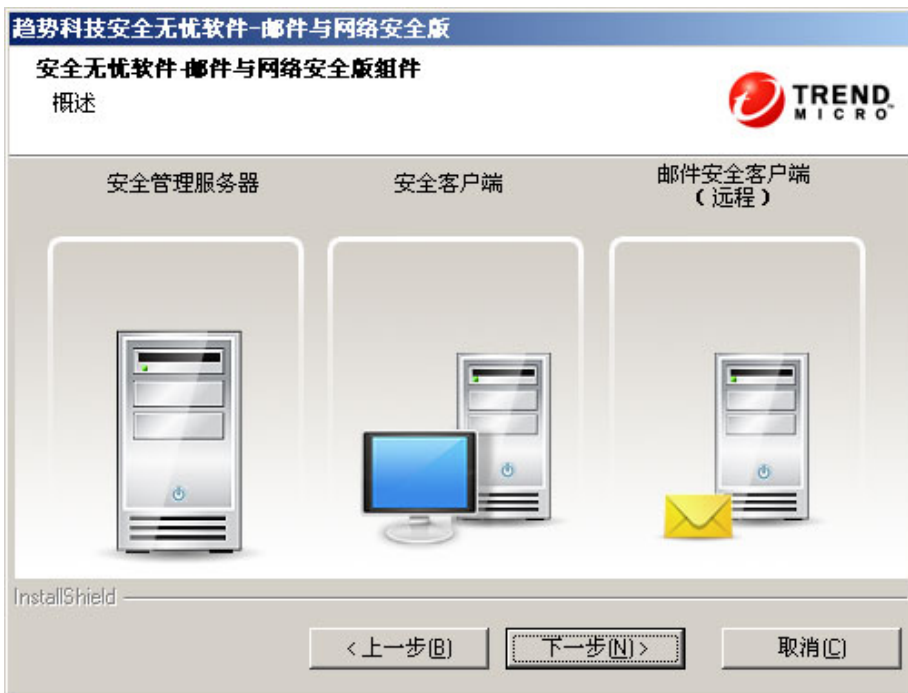 趋势科技安全无忧软件-邮件与网络安全版
安全无忧软件-邮件与网络安全版组件
概述
TREND
MICRO
安全管理服务器
安全客户端
邮件安全客户端
(远程)
InstallShield
<上一步(B)
下一步(N)>
取消(C)